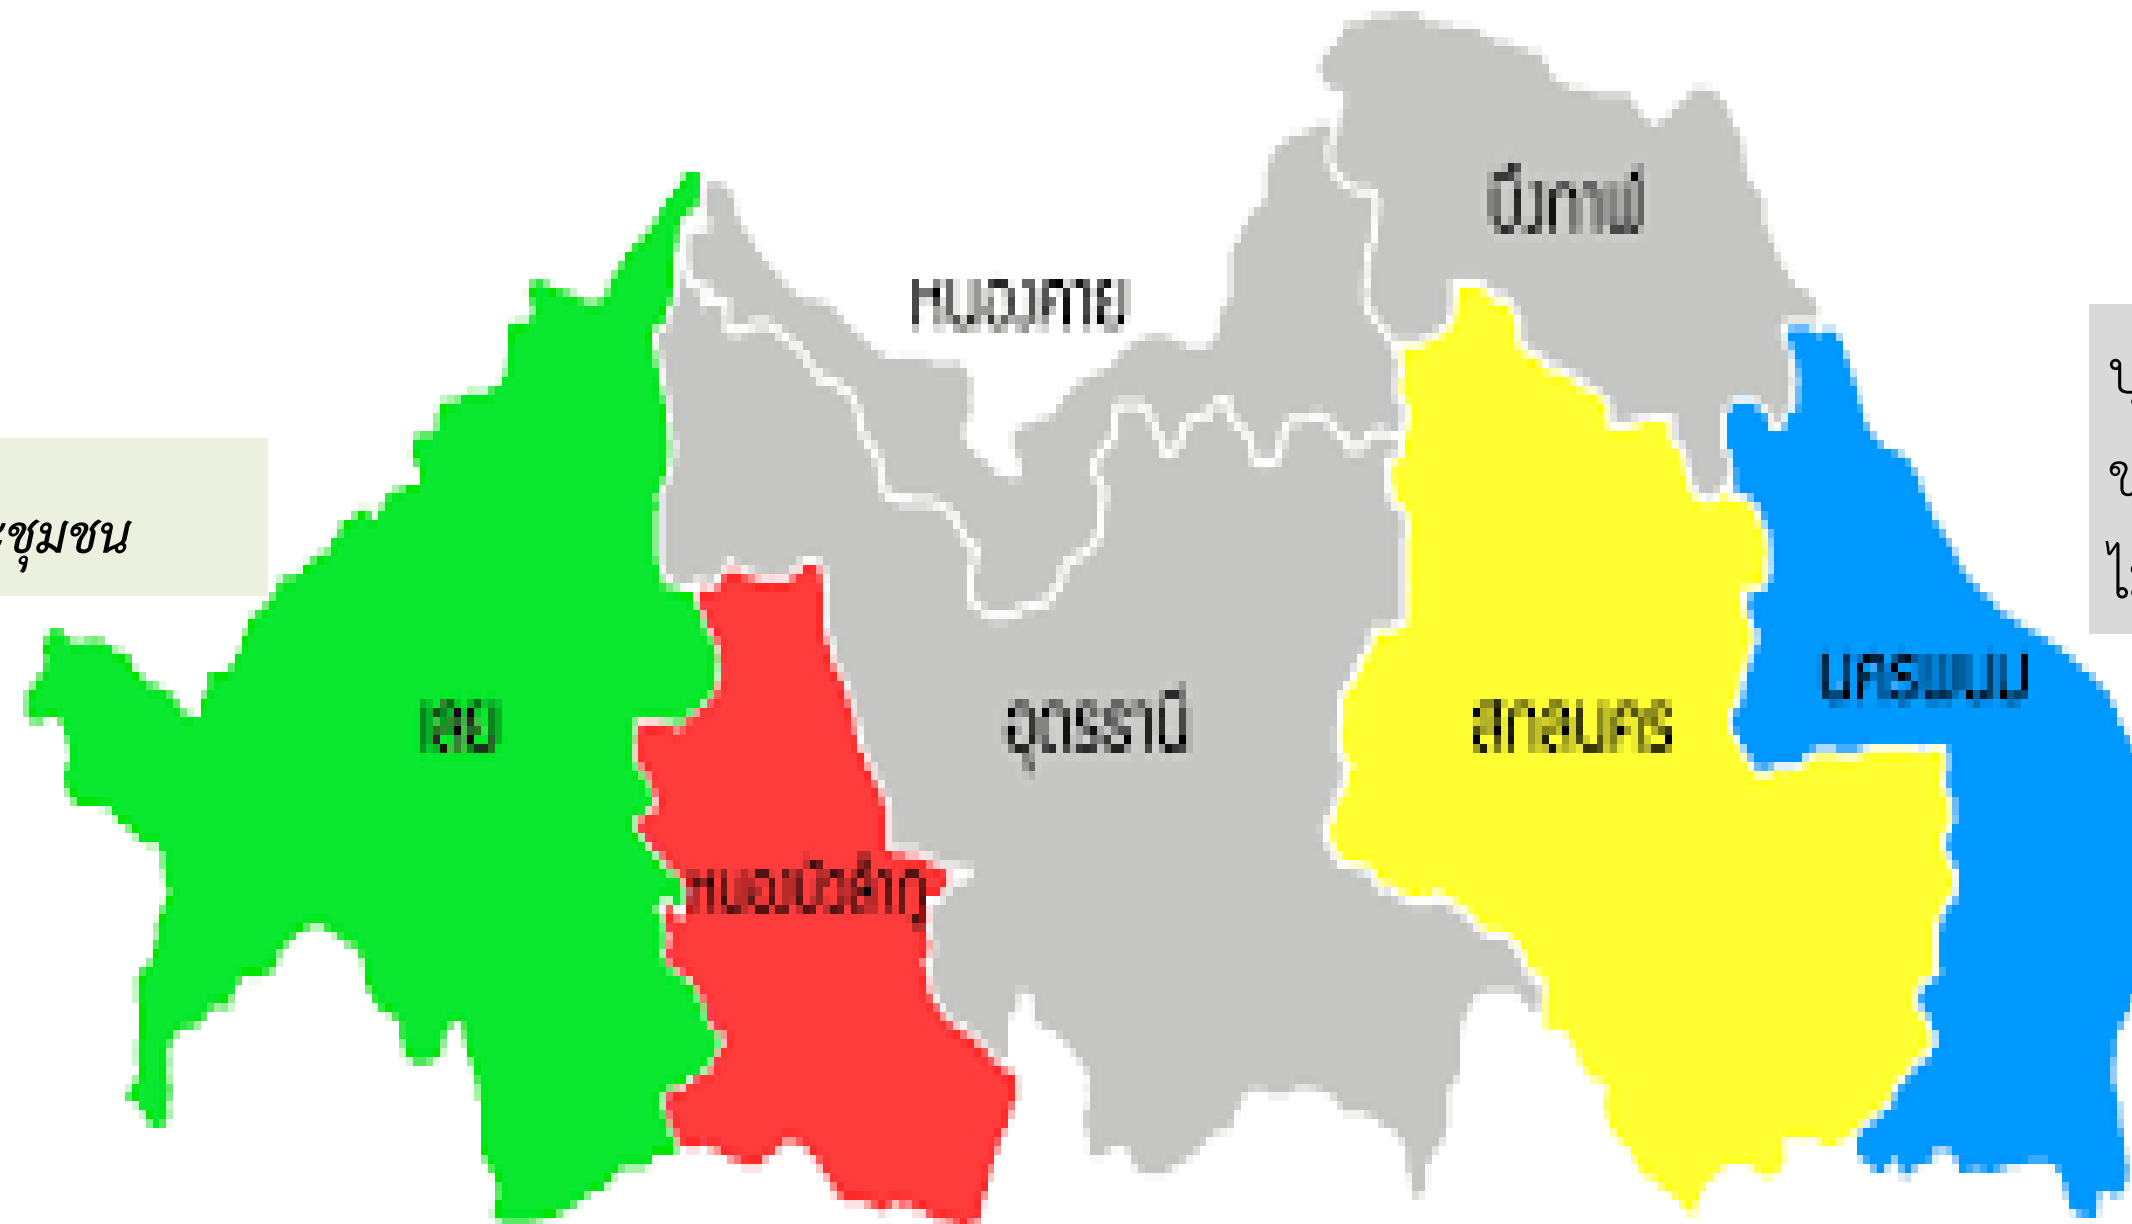 บึงกาฬ
หนองคาย
ะชุมชน
นครพนม
เลย
อุดรธานี
สกลนคร
หนองบัวลำภู